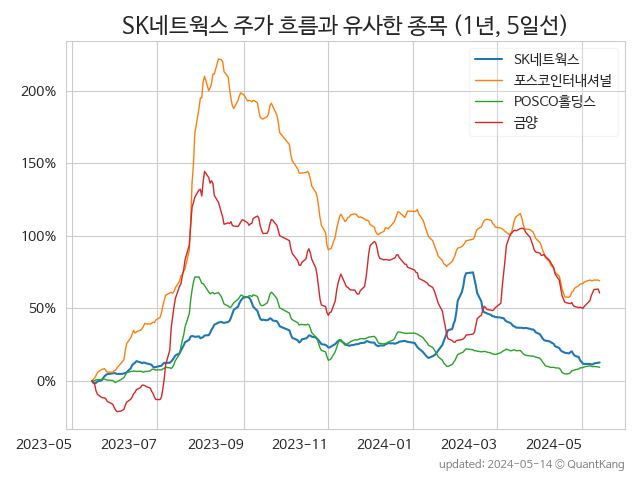 SK네트웍스 주가 흐름과 유사한 종목 (1년, 5일선)
SK네트웍스
포스코인터내셔널
POSCO홀딩스
금양
200%
150%
100%
50%
0%
2023-05
2023-07
2023-09
2023-11
2024-01
2024-03
2024-05
updated: 2024-05-14 © QuantKang